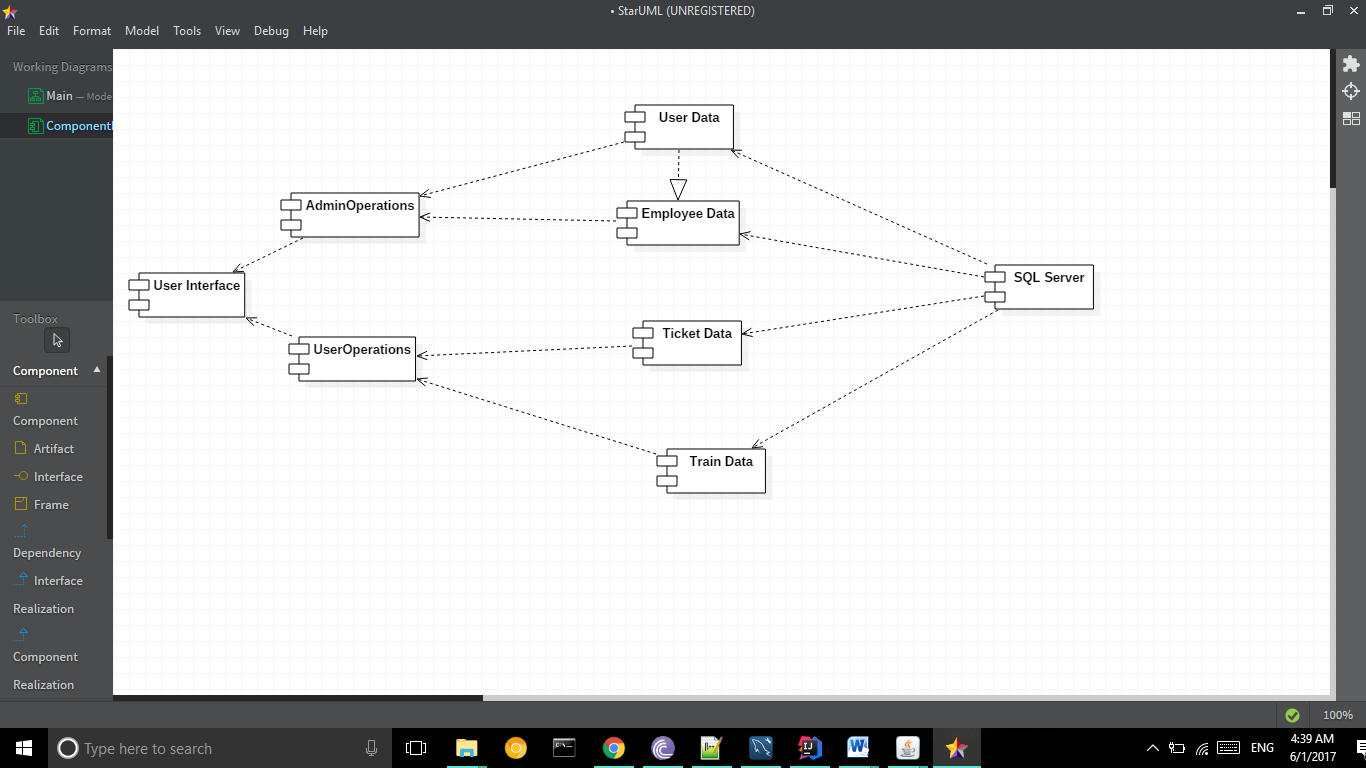 • StarUML (UNREGISTERED)
File Edit Format Model Tools View Debug Help
Working Diagrams
Main — Mode
Component
User Data
AdminOperations
Employee Data
User Interface
SQL Server
UserOperations
Ticket Data
Train Data
Toolbox
Component
Component
Artifact
Interface
Frame
Dependency
Interface
Realization
Component
Realization
100%
Type here to search
ENG
4:39 AM
6/1/2017